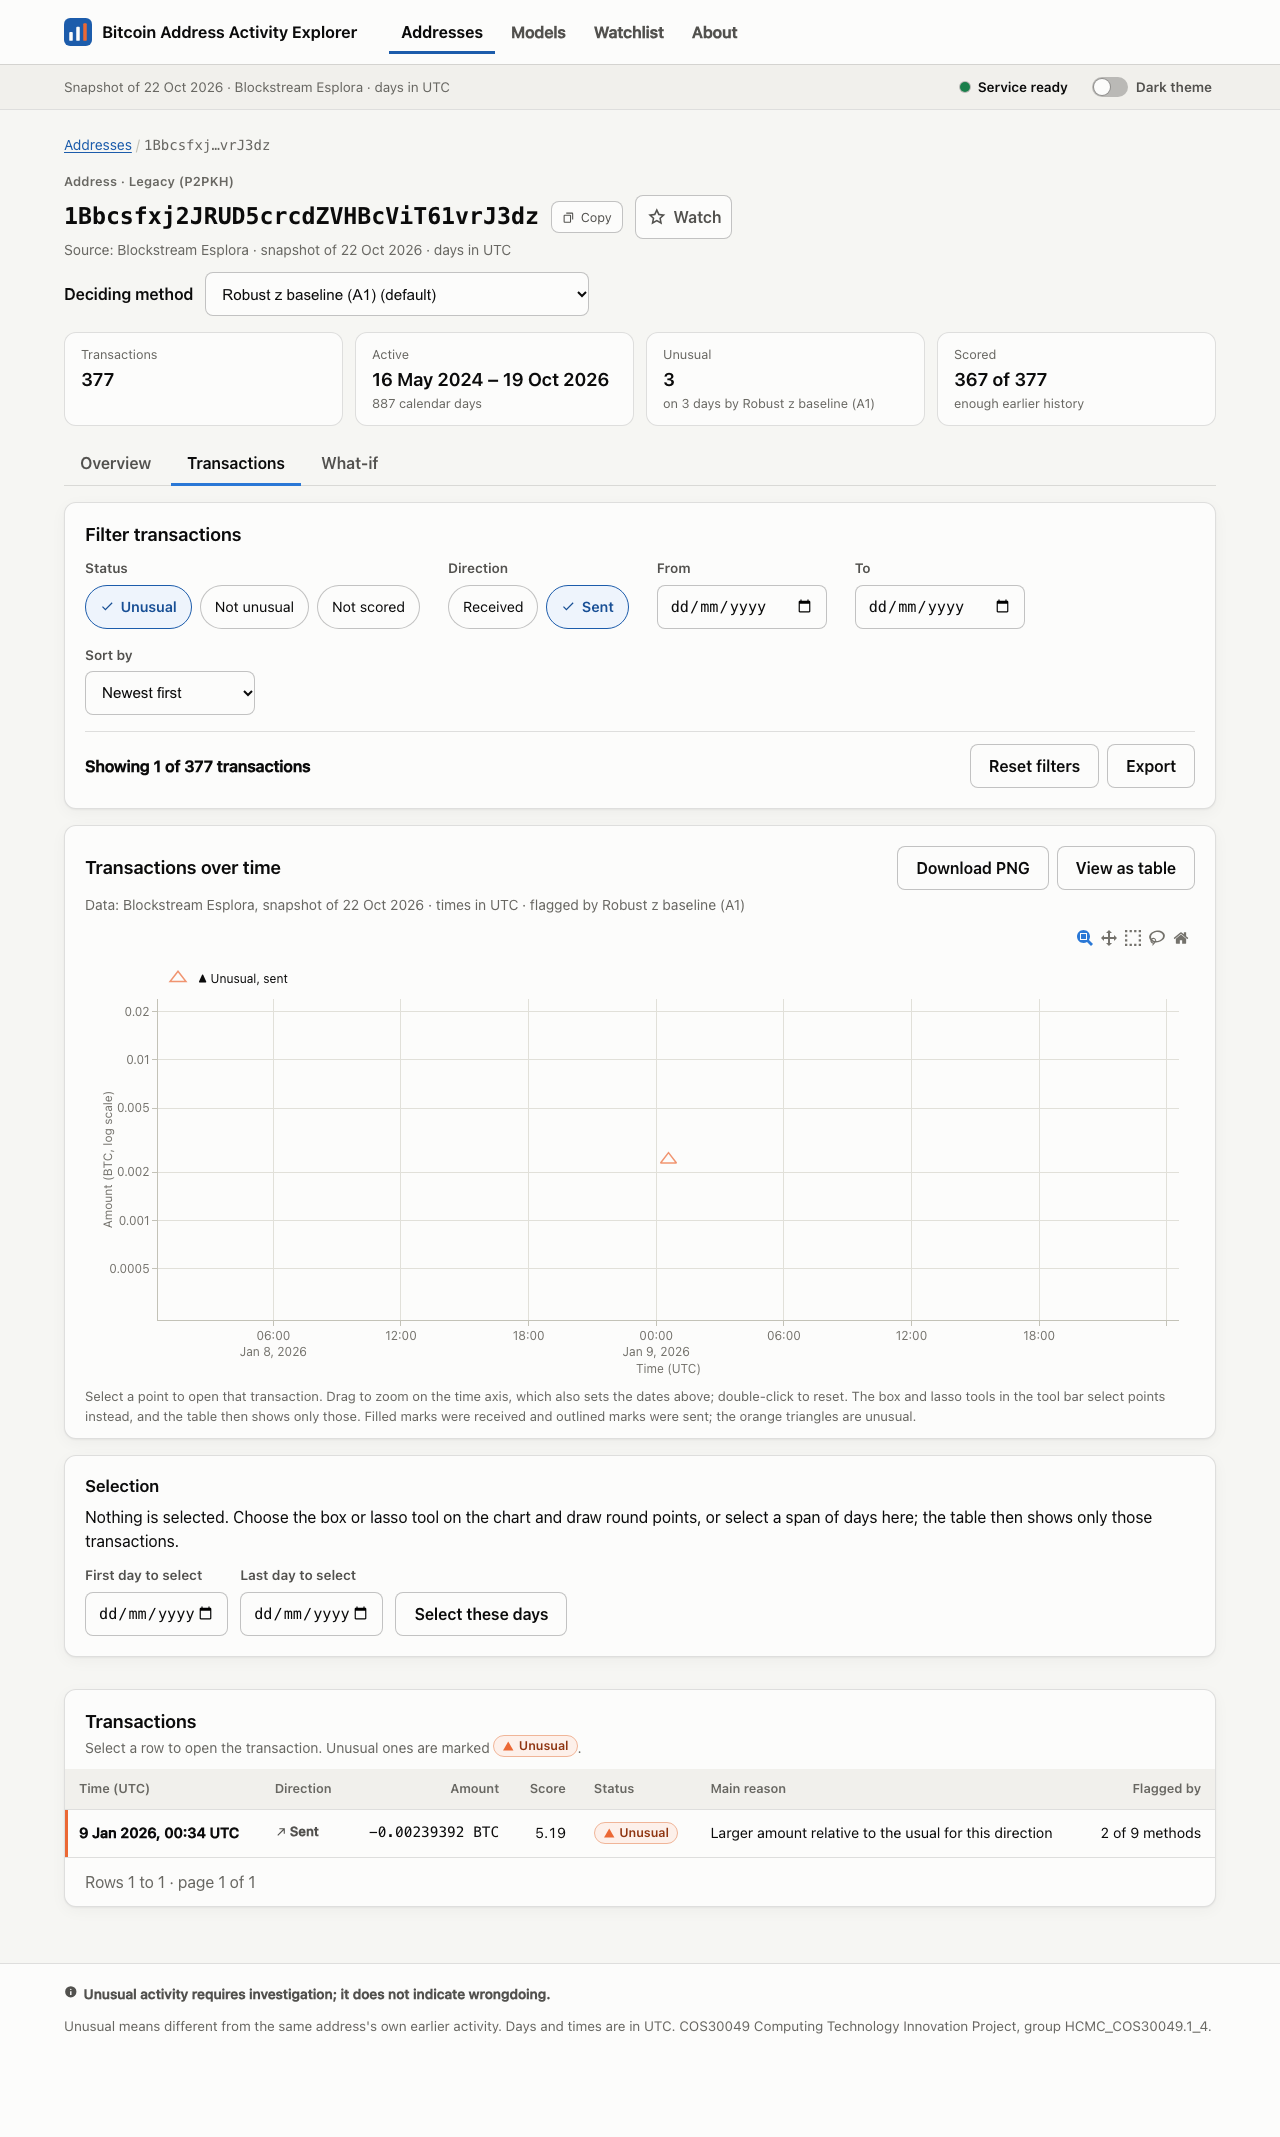 Bitcoin Address Activity Explorer
Addresses
Models
Watchlist
About
Snapshot of 22 Oct 2026 · Blockstream Esplora · days in UTC
Service ready
Dark theme
Addresses / 1Bbcsfxj…vrJ3dz
Address · Legacy (P2PKH)
1Bbcsfxj2JRUD5crcdZVHBcViT61vrJ3dz
Copy
Watch
Source: Blockstream Esplora · snapshot of 22 Oct 2026 · days in UTC
Deciding method
Robust z baseline (A1) (default)
Transactions
377
Active
16 May 2024 – 19 Oct 2026
887 calendar days
Unusual
3
on 3 days by Robust z baseline (A1)
Scored
367 of 377
enough earlier history
Overview
Transactions
What-if
Filter transactions
Status
Unusual
Not unusual
Not scored
Direction
Received
Sent
From
dd/mm/yyyy
To
dd/mm/yyyy
Sort by
Newest first
Showing 1 of 377 transactions
Reset filters
Export
Transactions over time
Download PNG
View as table
Data: Blockstream Esplora, snapshot of 22 Oct 2026 · times in UTC · flagged by Robust z baseline (A1)
▲ Unusual, sent
Amount (BTC, log scale)
0.02
0.01
0.005
0.002
0.001
0.0005
06:00
Jan 8, 2026
12:00
18:00
00:00
Jan 9, 2026
06:00
12:00
18:00
Time (UTC)
Select a point to open that transaction. Drag to zoom on the time axis, which also sets the dates above; double-click to reset. The box and lasso tools in the tool bar select points
instead, and the table then shows only those. Filled marks were received and outlined marks were sent; the orange triangles are unusual.
Selection
Nothing is selected. Choose the box or lasso tool on the chart and draw round points, or select a span of days here; the table then shows only those
transactions.
First day to select
dd/mm/yyyy
Last day to select
dd/mm/yyyy
Select these days
Transactions
Select a row to open the transaction. Unusual ones are marked ▲ Unusual.
Time (UTC)
Direction
Amount
Score
Status
Main reason
Flagged by
9 Jan 2026, 00:34 UTC
↗ Sent
−0.00239392 BTC
5.19
▲ Unusual
Larger amount relative to the usual for this direction
2 of 9 methods
Rows 1 to 1 · page 1 of 1
Unusual activity requires investigation; it does not indicate wrongdoing.
Unusual means different from the same address's own earlier activity. Days and times are in UTC. COS30049 Computing Technology Innovation Project, group HCMC_COS30049.1_4.